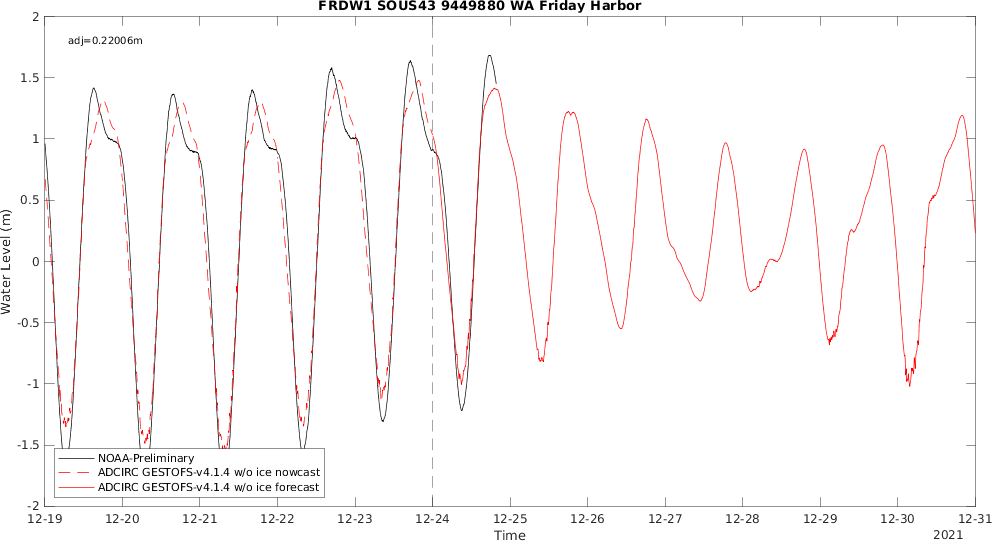 FRDW1 SOUS43 9449880 WA Friday Harbor
adj=0.22006m
2
1.5
1
0.5
0
-0.5
-1
-1.5
-2
Water Level (m)
NOAA-Preliminary
ADCIRC GESTOFS-v4.1.4 w/o ice nowcast
ADCIRC GESTOFS-v4.1.4 w/o ice forecast
12-19 12-20 12-21 12-22 12-23 12-24 12-25 12-26 12-27 12-28 12-29 12-30 12-31
Time
2021